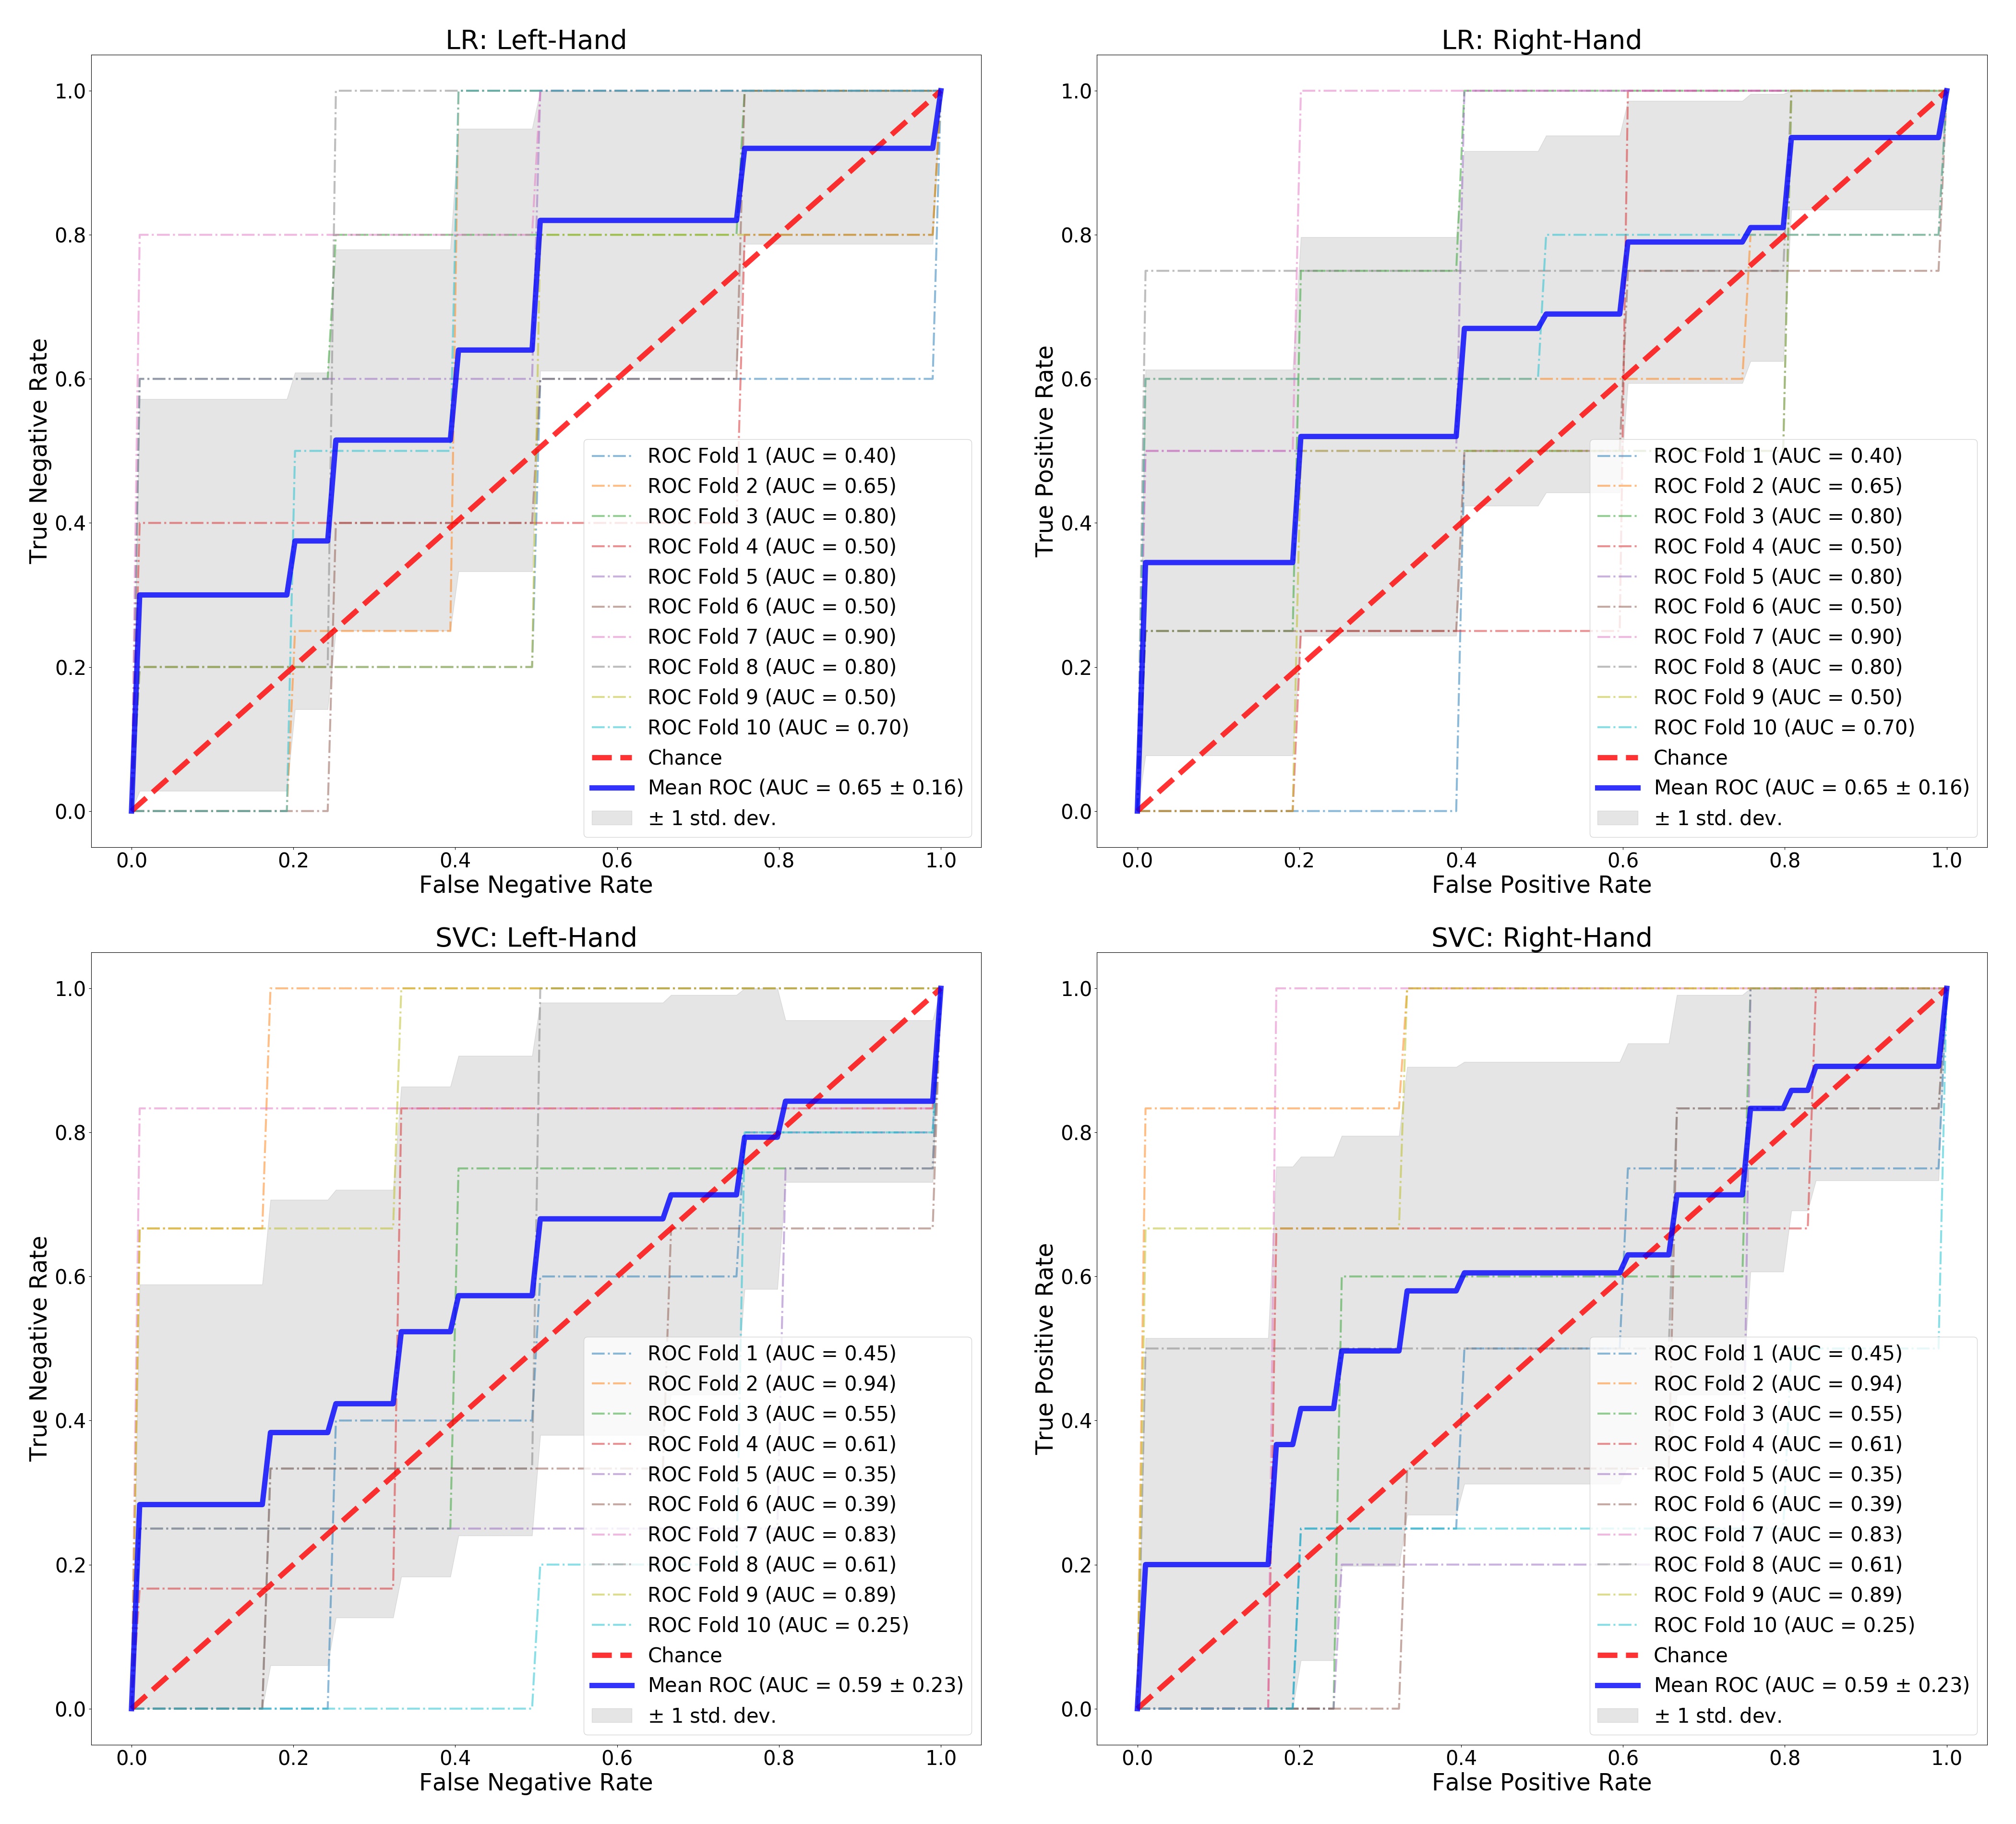 LR: Left-Hand
True Negative Rate
1.0
0.8
0.6
0.4
0.2
0.0
ROC Fold 1 (AUC = 0.40)
ROC Fold 2 (AUC = 0.65)
ROC Fold 3 (AUC = 0.80)
ROC Fold 4 (AUC = 0.50)
ROC Fold 5 (AUC = 0.80)
ROC Fold 6 (AUC = 0.50)
ROC Fold 7 (AUC = 0.90)
ROC Fold 8 (AUC = 0.80)
ROC Fold 9 (AUC = 0.50)
ROC Fold 10 (AUC = 0.70)
Chance
Mean ROC (AUC = 0.65 ± 0.16)
± 1 std. dev.
0.0 0.2 0.4 0.6 0.8 1.0
False Negative Rate
LR: Right-Hand
True Positive Rate
1.0
0.8
0.6
0.4
0.2
0.0
ROC Fold 1 (AUC = 0.40)
ROC Fold 2 (AUC = 0.65)
ROC Fold 3 (AUC = 0.80)
ROC Fold 4 (AUC = 0.50)
ROC Fold 5 (AUC = 0.80)
ROC Fold 6 (AUC = 0.50)
ROC Fold 7 (AUC = 0.90)
ROC Fold 8 (AUC = 0.80)
ROC Fold 9 (AUC = 0.50)
ROC Fold 10 (AUC = 0.70)
Chance
Mean ROC (AUC = 0.65 ± 0.16)
± 1 std. dev.
0.0 0.2 0.4 0.6 0.8 1.0
False Positive Rate
SVC: Left-Hand
True Negative Rate
1.0
0.8
0.6
0.4
0.2
0.0
ROC Fold 1 (AUC = 0.45)
ROC Fold 2 (AUC = 0.94)
ROC Fold 3 (AUC = 0.55)
ROC Fold 4 (AUC = 0.61)
ROC Fold 5 (AUC = 0.35)
ROC Fold 6 (AUC = 0.39)
ROC Fold 7 (AUC = 0.83)
ROC Fold 8 (AUC = 0.61)
ROC Fold 9 (AUC = 0.89)
ROC Fold 10 (AUC = 0.25)
Chance
Mean ROC (AUC = 0.59 ± 0.23)
± 1 std. dev.
0.0 0.2 0.4 0.6 0.8 1.0
False Negative Rate
SVC: Right-Hand
True Positive Rate
1.0
0.8
0.6
0.4
0.2
0.0
ROC Fold 1 (AUC = 0.45)
ROC Fold 2 (AUC = 0.94)
ROC Fold 3 (AUC = 0.55)
ROC Fold 4 (AUC = 0.61)
ROC Fold 5 (AUC = 0.35)
ROC Fold 6 (AUC = 0.39)
ROC Fold 7 (AUC = 0.83)
ROC Fold 8 (AUC = 0.61)
ROC Fold 9 (AUC = 0.89)
ROC Fold 10 (AUC = 0.25)
Chance
Mean ROC (AUC = 0.59 ± 0.23)
± 1 std. dev.
0.0 0.2 0.4 0.6 0.8 1.0
False Positive Rate